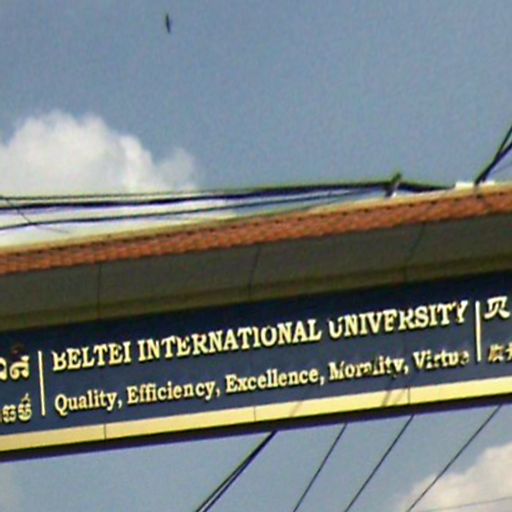 BELTEI INTERNATIONAL UNIVERSITY
Quality, Efficiency, Excellence, Morality, Virtue